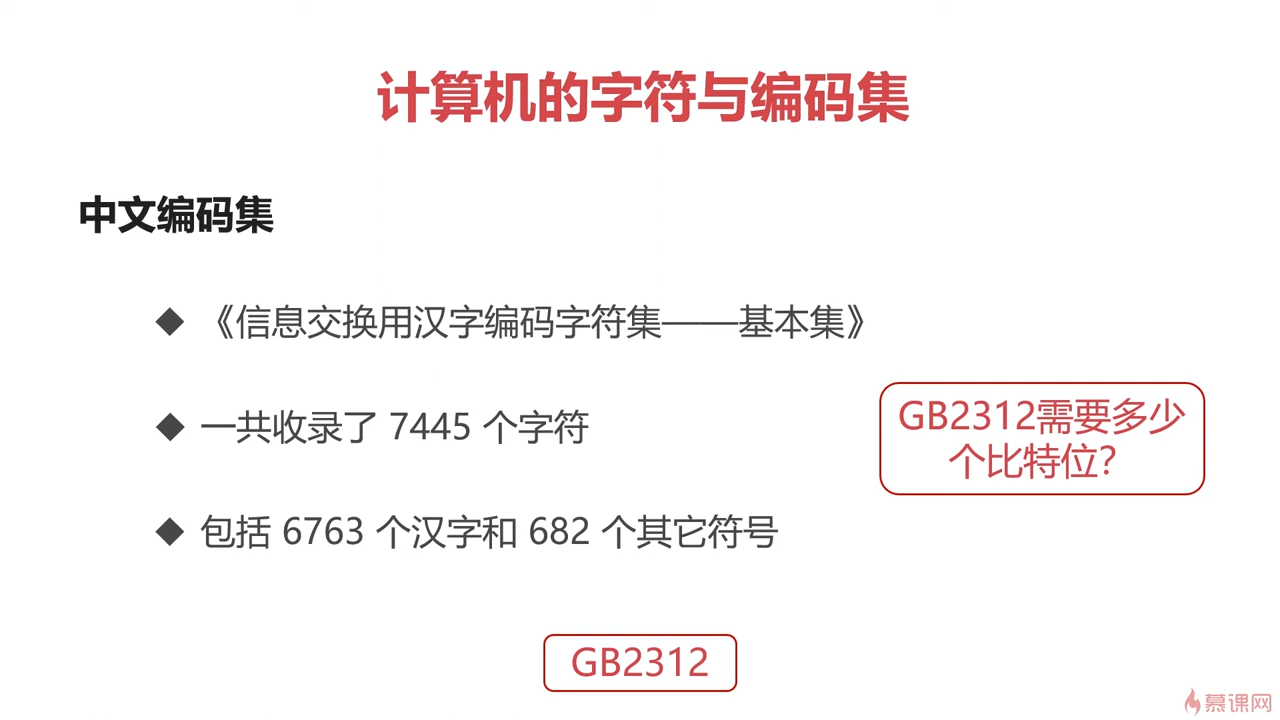 计算机的字符与编码集
中文编码集
◆ 《信息交换用汉字编码字符集——基本集》
◆ 一共收录了 7445 个字符
GB2312需要多少
个比特位?
◆ 包括 6763 个汉字和 682 个其它符号
GB2312
慕课网